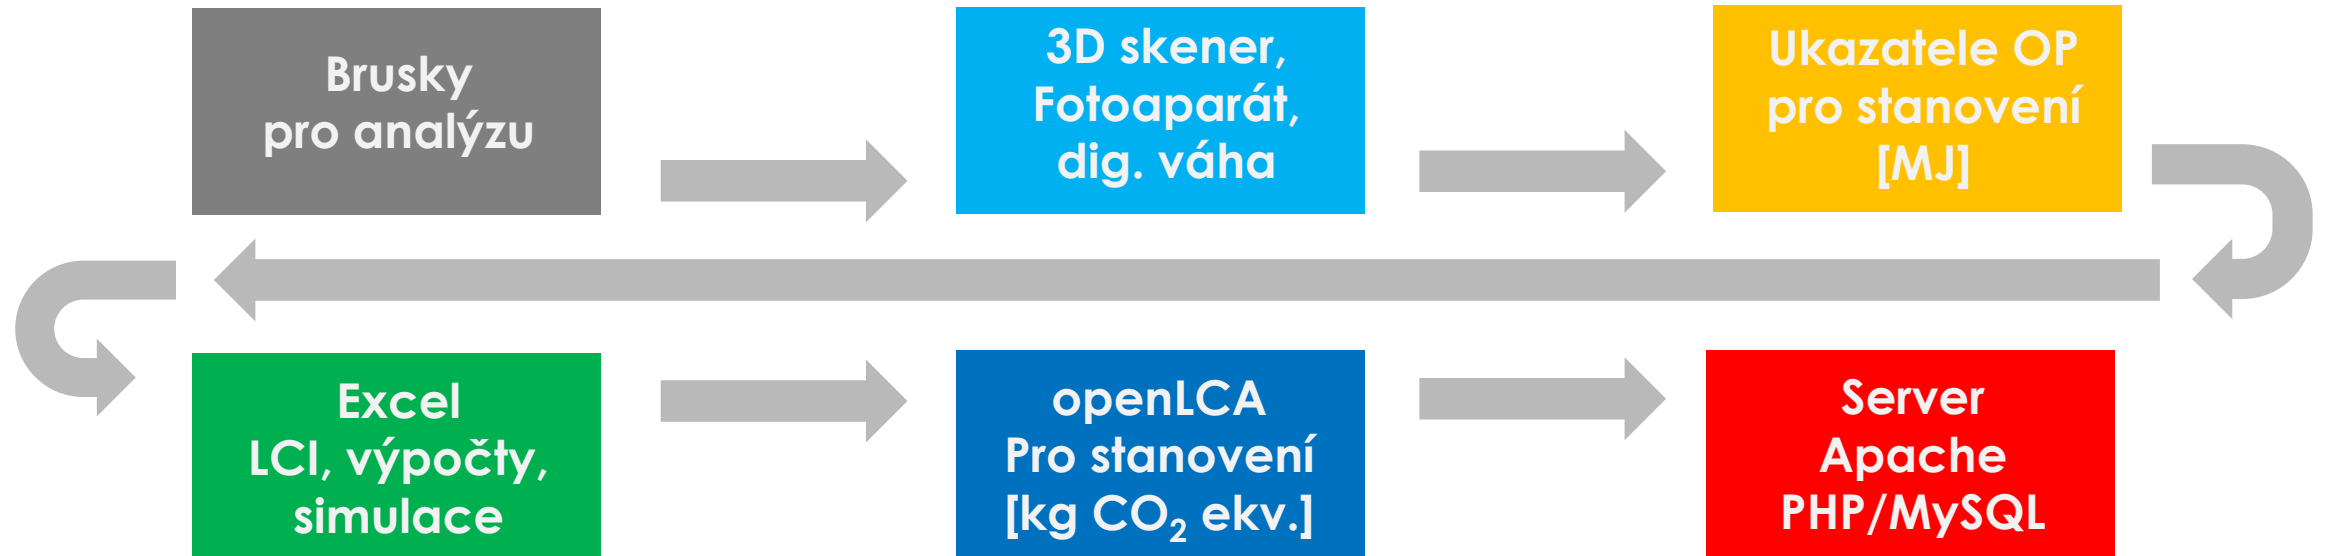 Brusky
pro analýzu
3D skener,
Fotoaparát,
dig. váha
Ukazatele OP
pro stanovení
[MJ]
Excel
LCI, výpočty,
simulace
openLCA
Pro stanovení
[kg CO₂ ekv.]
Server
Apache
PHP/MySQL